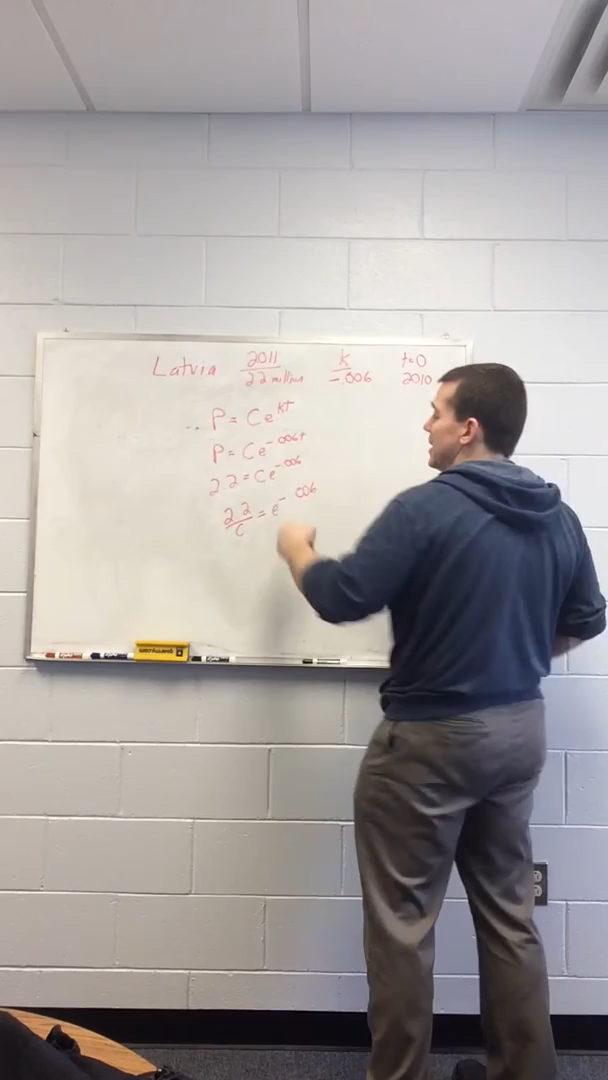 Latvia 2011 k t=0
2.2 million -.006 2010
P = Ce^kt
P = Ce^-.006t
2.2 = Ce^-.006
2.2 = e^-.006
C
EXPO